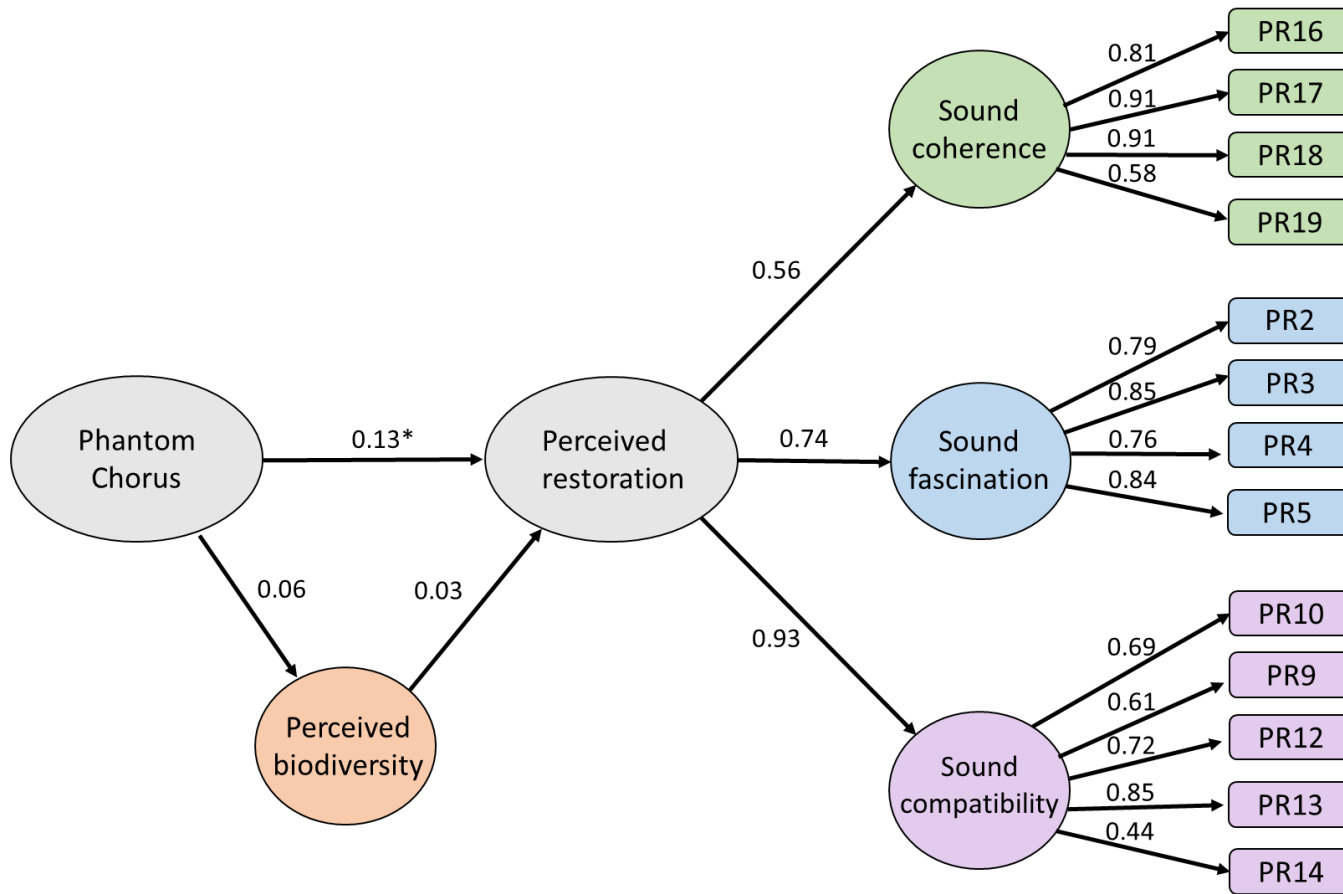 Phantom
Chorus
0.13*
0.06
Perceived
biodiversity
0.03
Perceived
restoration
0.56
0.74
0.93
Sound
coherence
0.81
0.91
0.91
0.58
PR16
PR17
PR18
PR19
Sound
fascination
0.79
0.85
0.76
0.84
PR2
PR3
PR4
PR5
Sound
compatibility
0.69
0.61
0.72
0.85
0.44
PR10
PR9
PR12
PR13
PR14